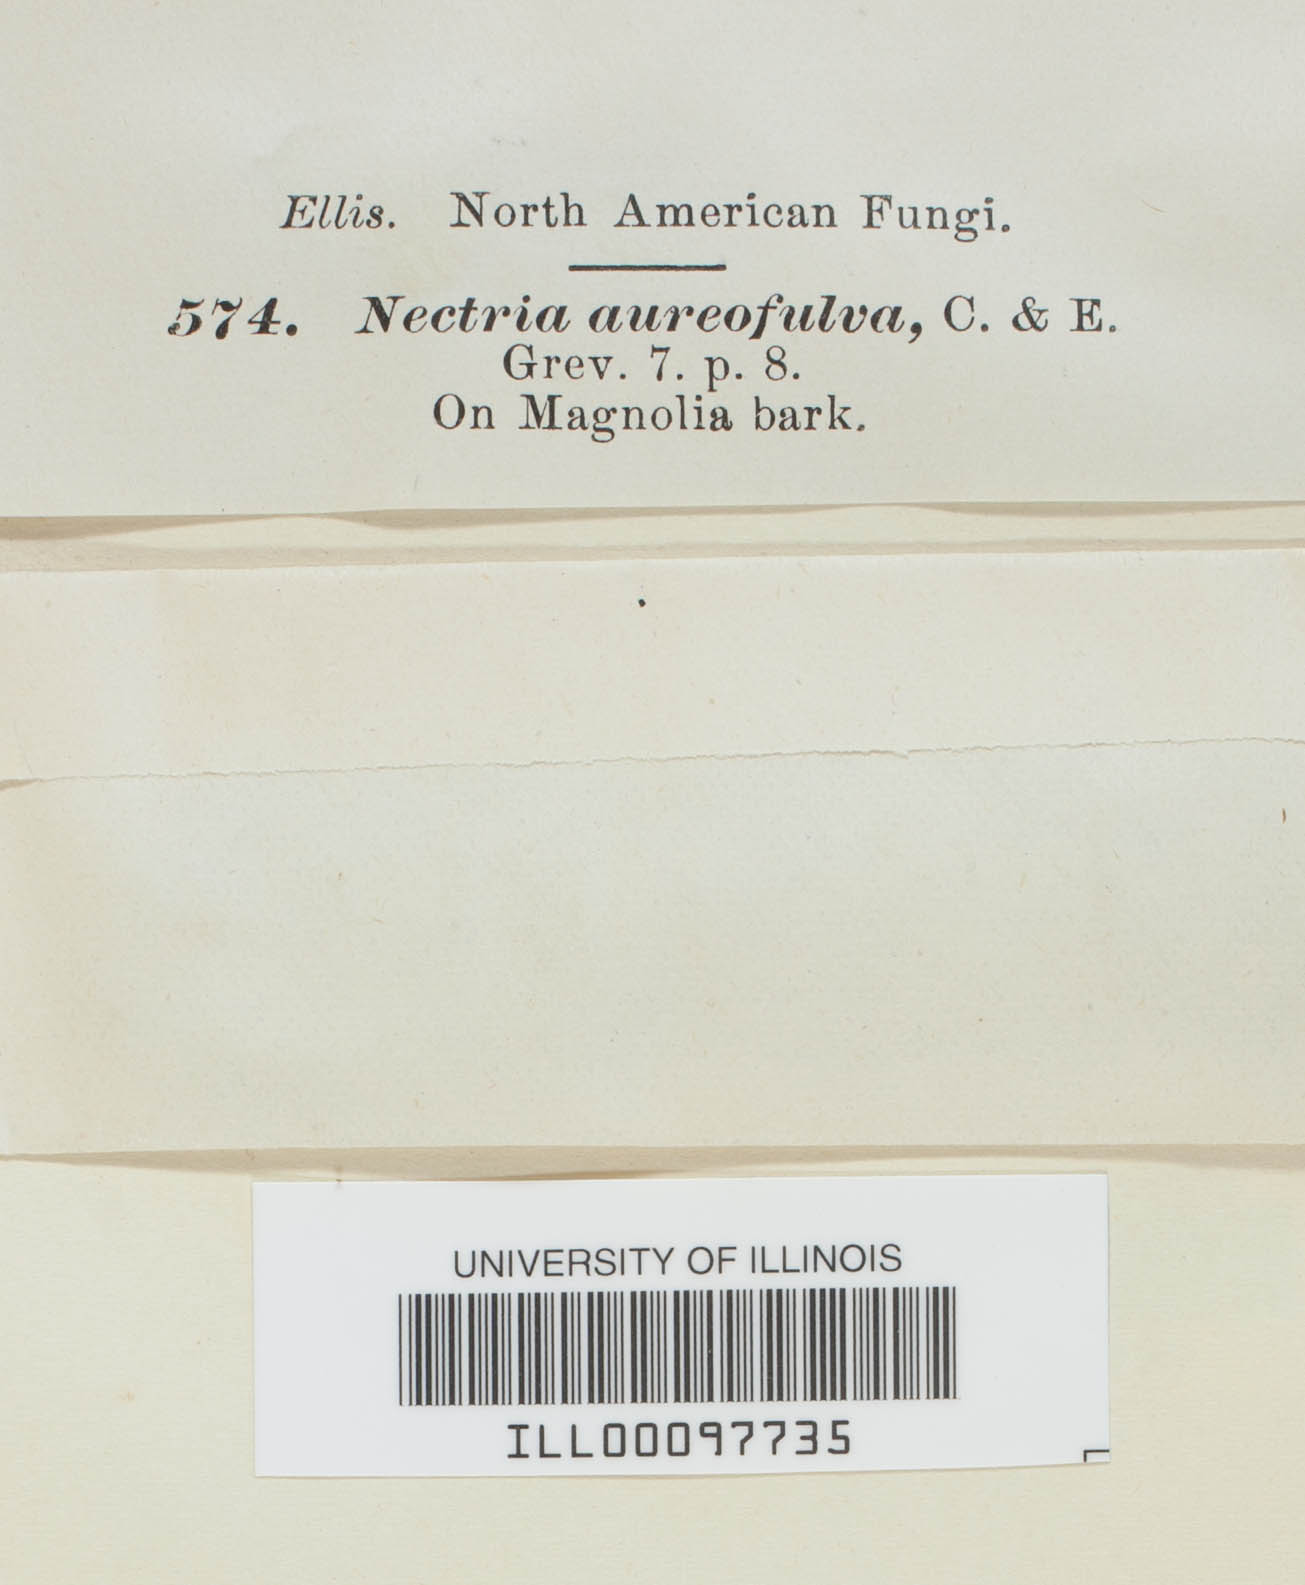 Ellis. North American Fungi.
574. Nectria aureofulva, C. & E.
Grev. 7. p. 8.
On Magnolia bark.
UNIVERSITY OF ILLINOIS
ILL00097735